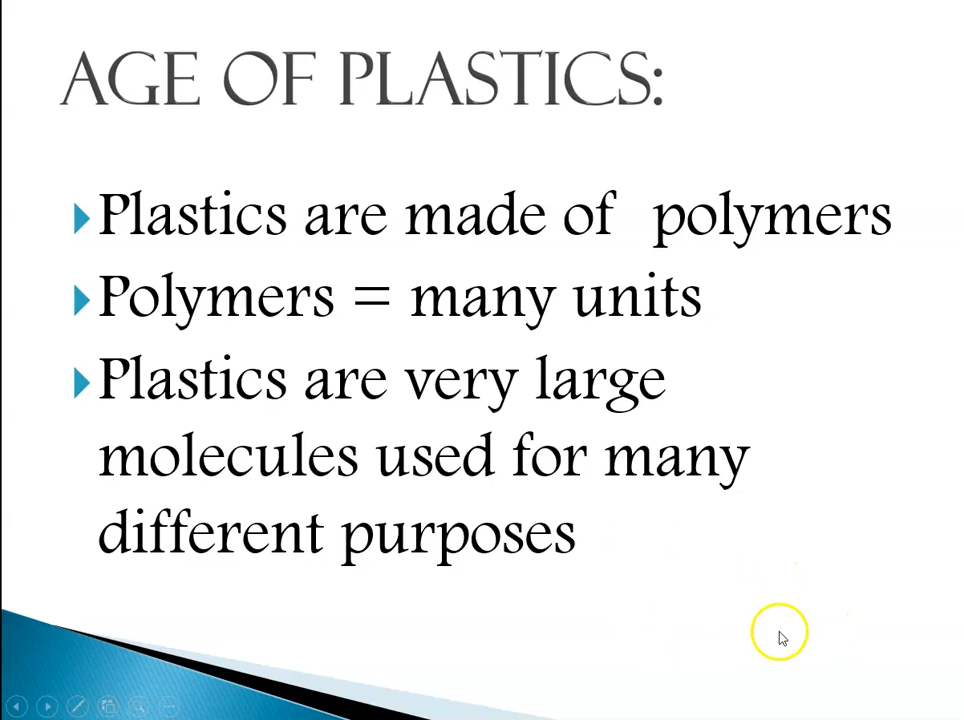 AGE OF PLASTICS:
Plastics are made of polymers
Polymers = many units
Plastics are very large
molecules used for many
different purposes